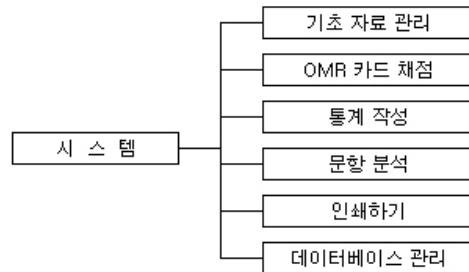 기초 자료 관리
OMR 카드 채점
통계 작성
시 스 템
문항 분석
인쇄하기
데이터베이스 관리